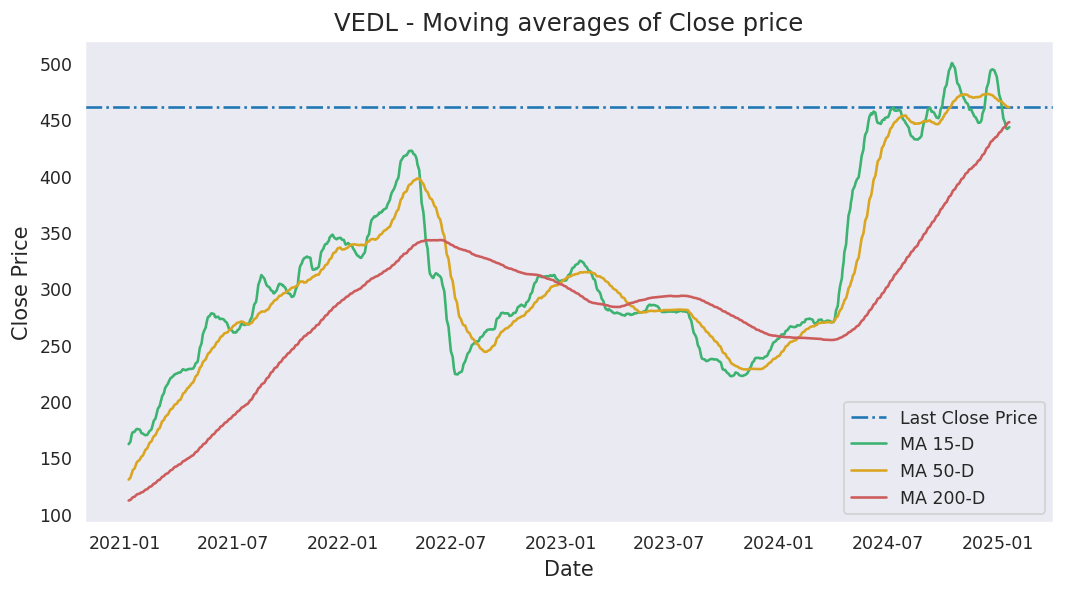 VEDL - Moving averages of Close price
Close Price
500
450
400
350
300
250
200
150
100
2021-01 2021-07 2022-01 2022-07 2023-01 2023-07 2024-01 2024-07 2025-01
Date
Last Close Price
MA 15-D
MA 50-D
MA 200-D